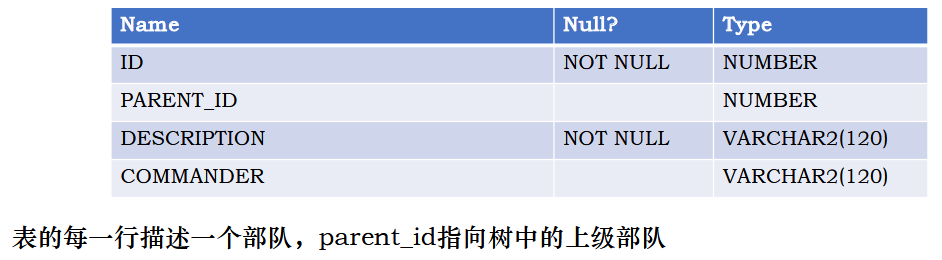 Name Null? Type
ID NOT NULL NUMBER
PARENT_ID NUMBER
DESCRIPTION NOT NULL VARCHAR2(120)
COMMANDER VARCHAR2(120)
表的每一行描述一个部队，parent_id指向树中的上级部队